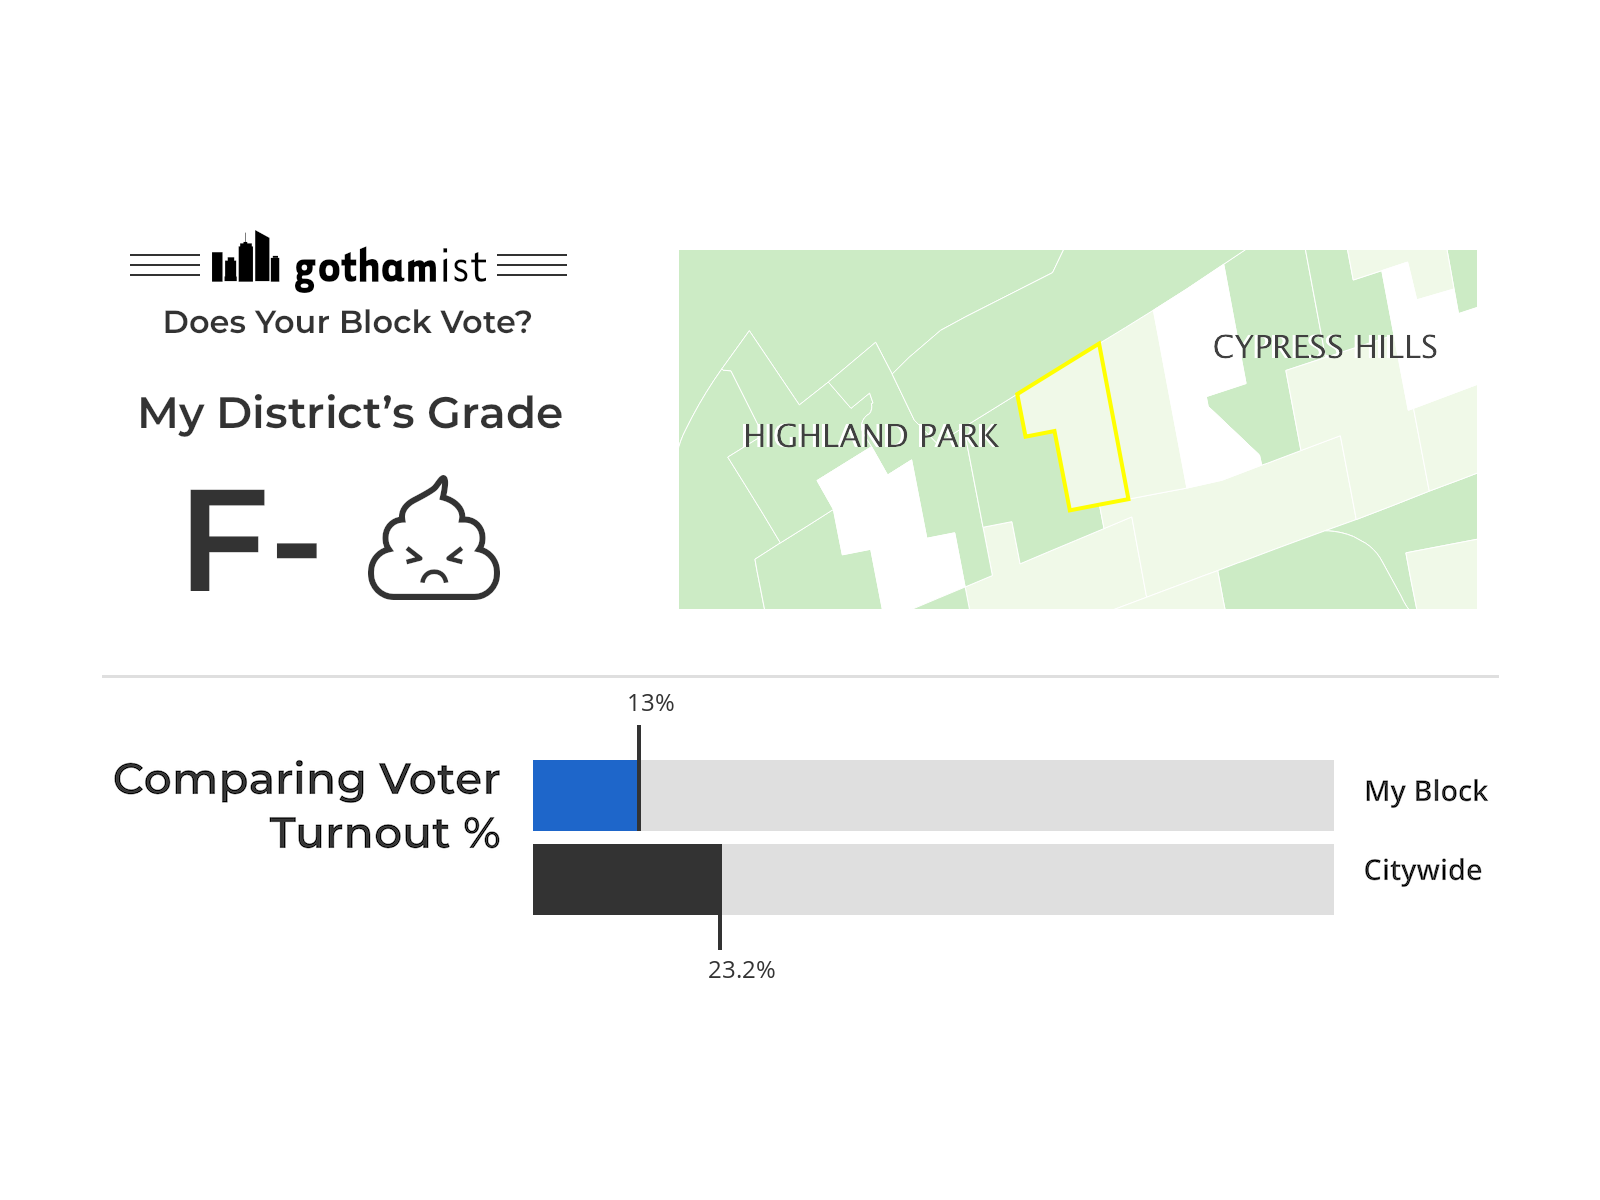 gothamist
Does Your Block Vote?
My District’s Grade
F-
HIGHLAND PARK
CYPRESS HILLS
Comparing Voter
Turnout %
13%
My Block
Citywide
23.2%